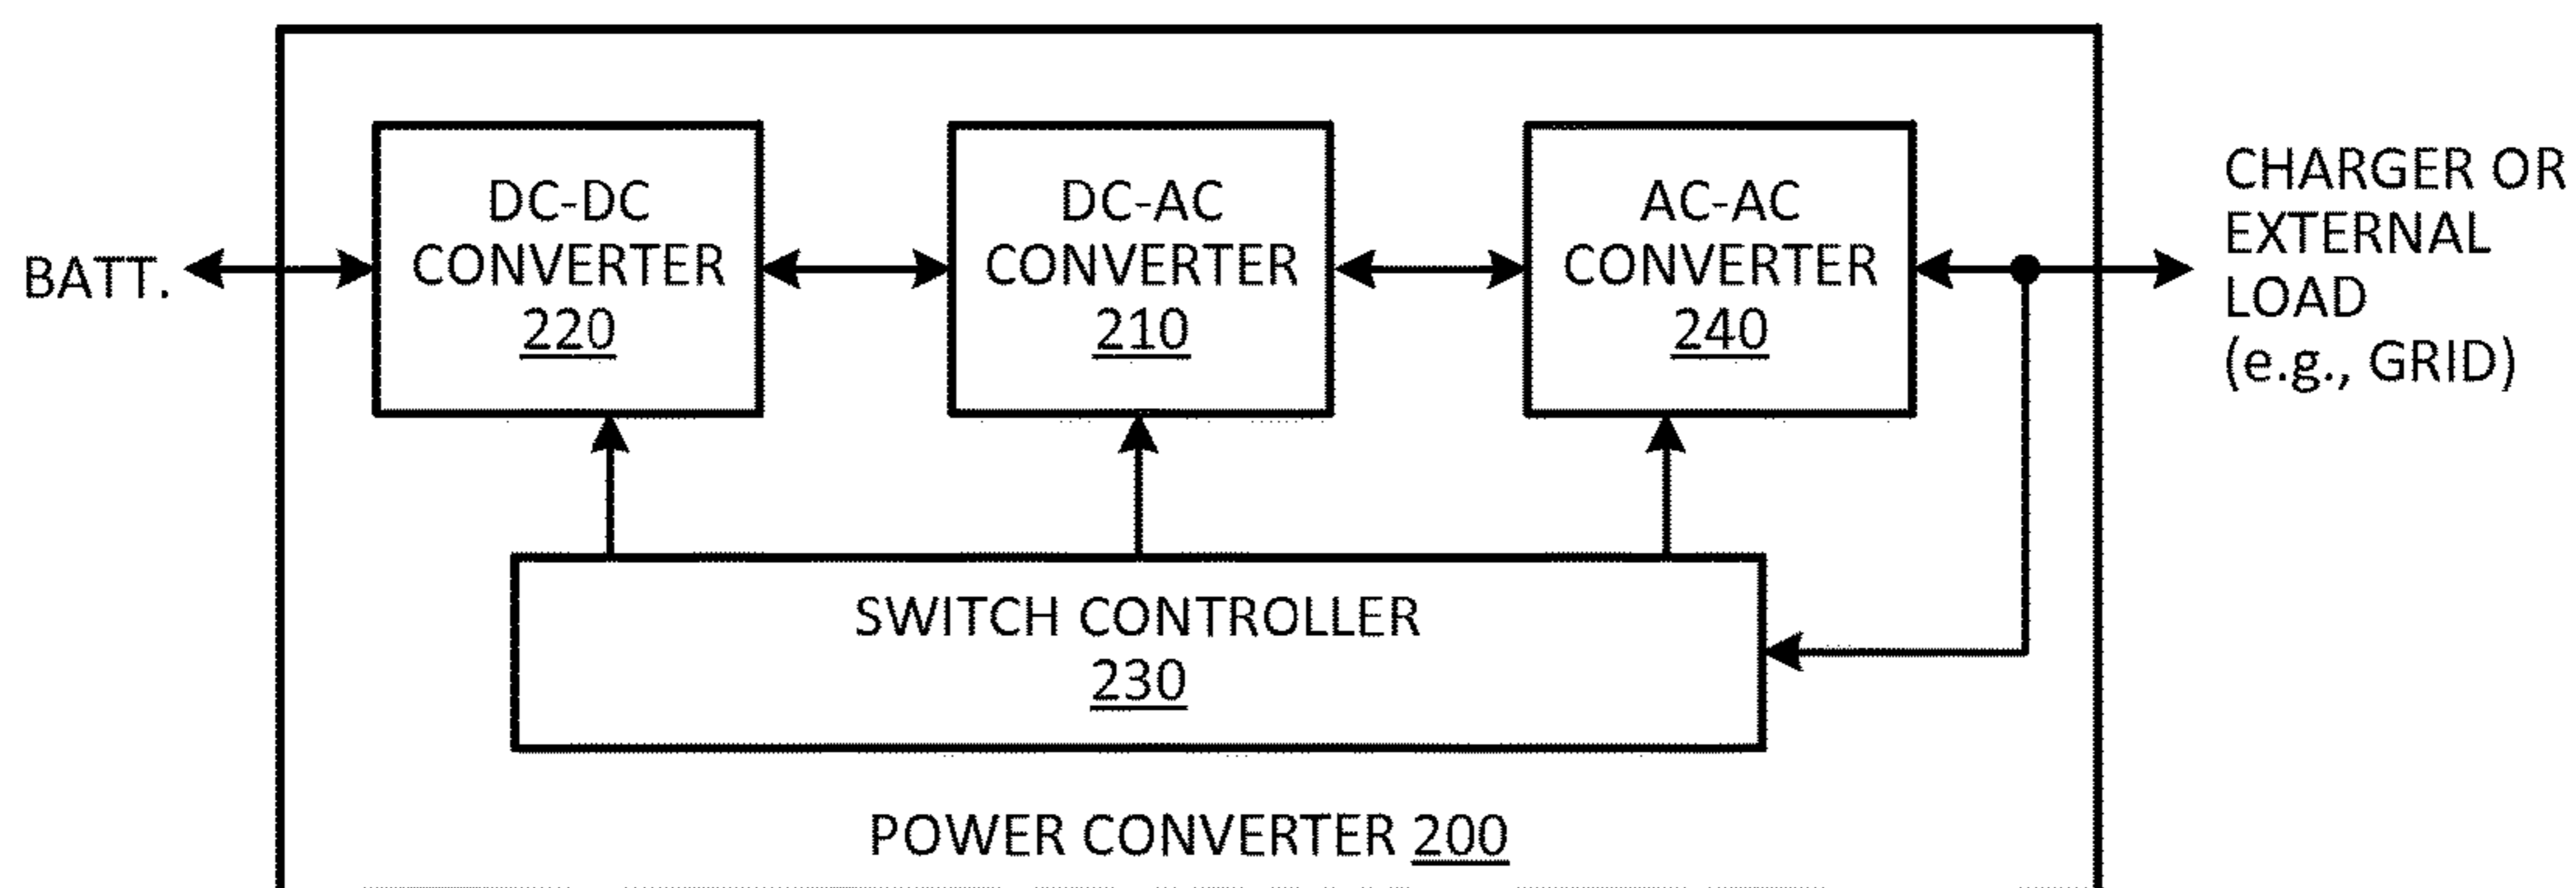 BATT.
DC-DC
CONVERTER
220
DC-AC
CONVERTER
210
AC-AC
CONVERTER
240
CHARGER OR
EXTERNAL
LOAD
(e.g., GRID)
SWITCH CONTROLLER
230
POWER CONVERTER 200